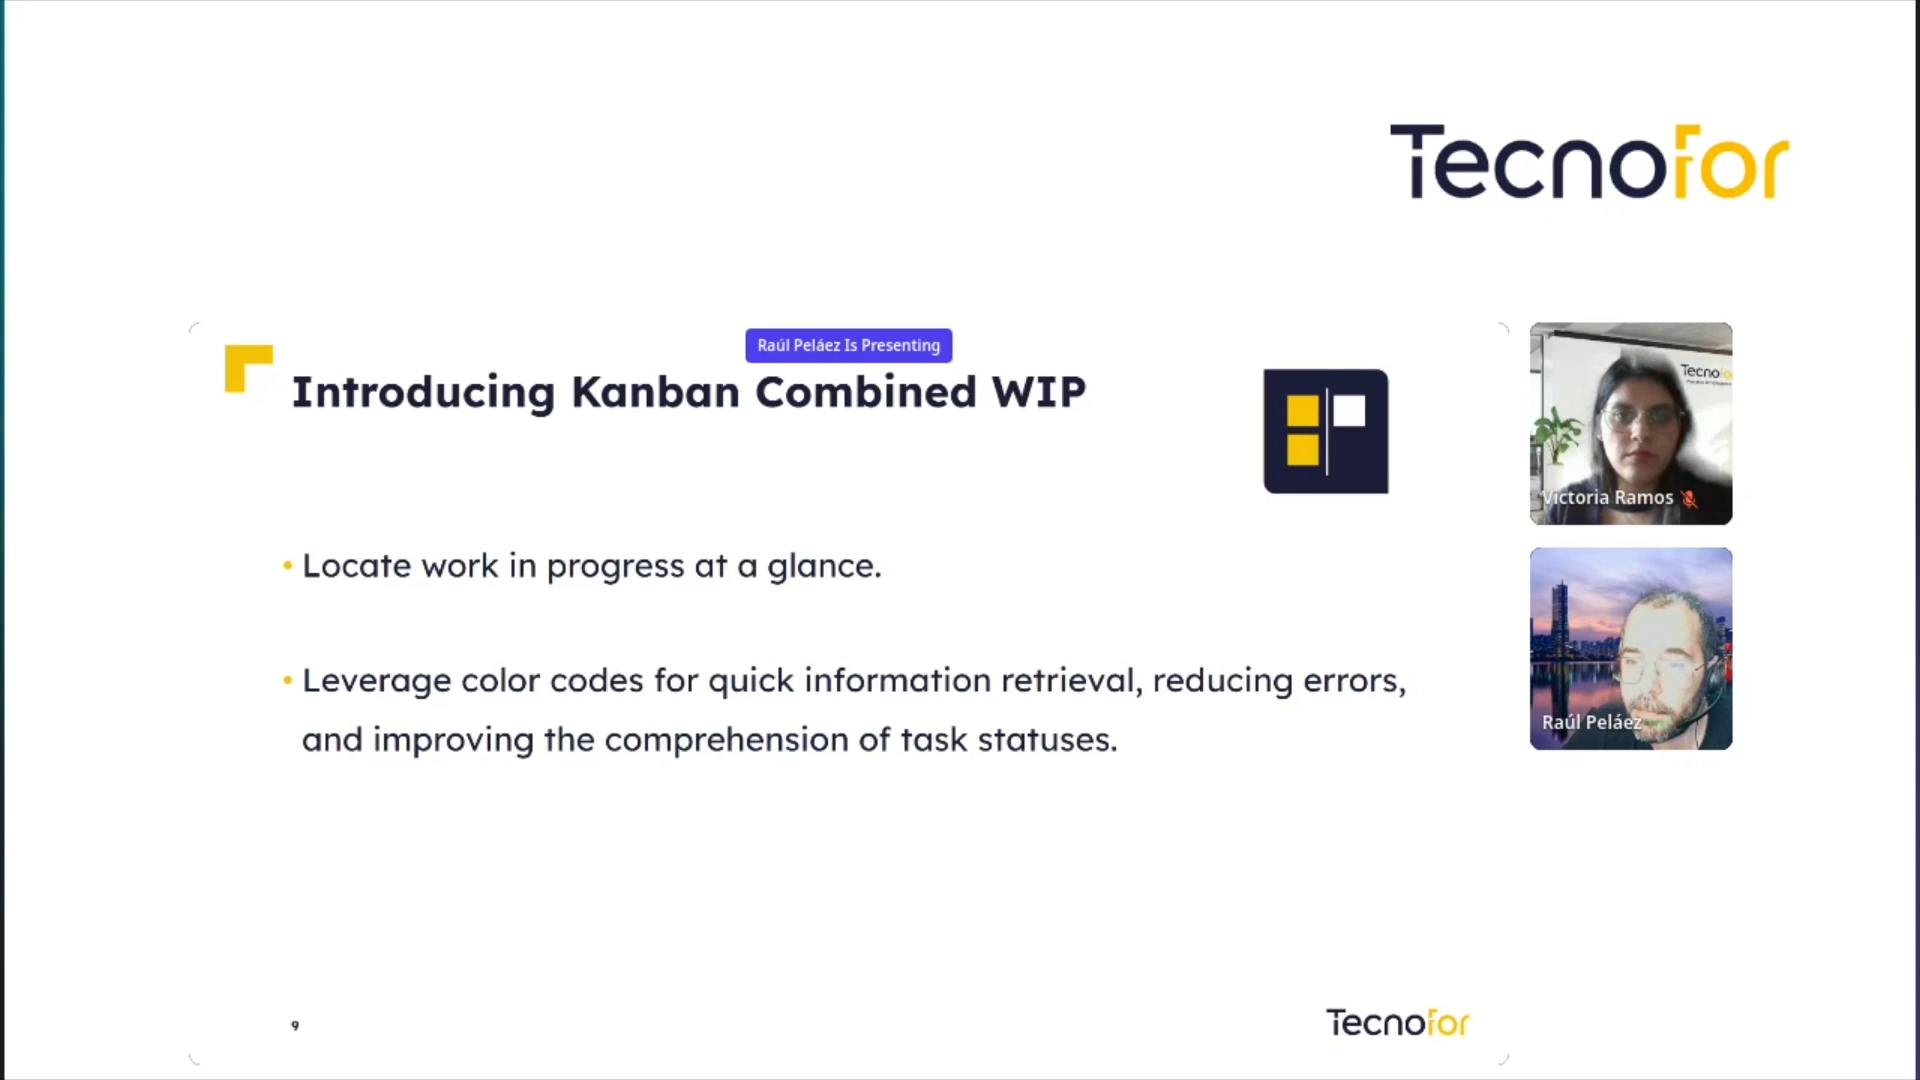 Tecnofor
Raúl Peláez Is Presenting
Introducing Kanban Combined WIP
• Locate work in progress at a glance.
• Leverage color codes for quick information retrieval, reducing errors,
and improving the comprehension of task statuses.
9
Tecnofor
Tecnofo
Victoria Ramos
Raúl Peláez